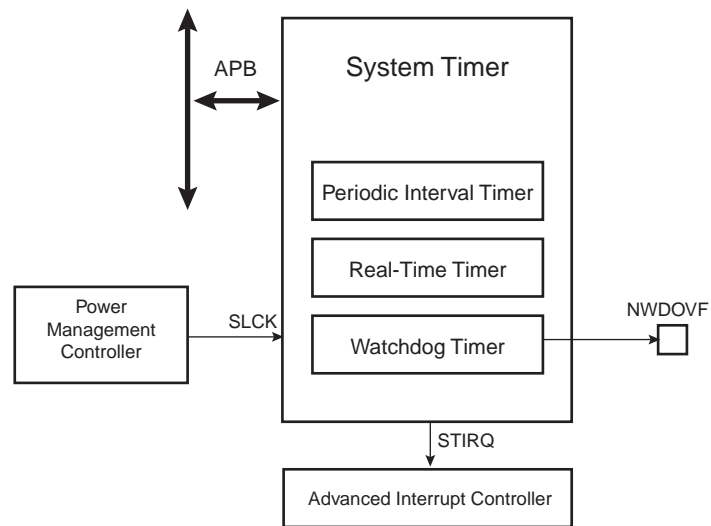 APB
System Timer
Periodic Interval Timer
Real-Time Timer
Power
Management
Controller
SLCK
Watchdog Timer
NWDOVF
STIRQ
Advanced Interrupt Controller